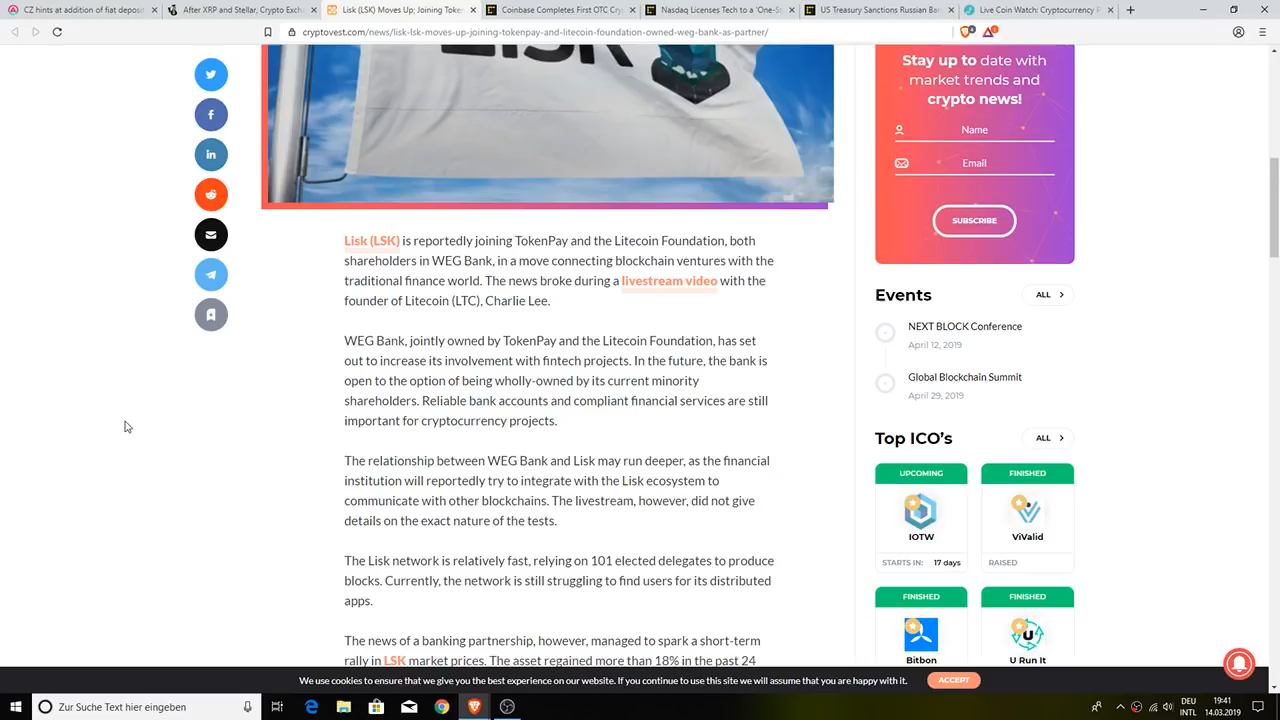 CZ hints at addition of fiat deposit
After XRP and Stellar, Crypto Exch
Lisk (LSK) Moves Up; Joining Token
Coinbase Completes First OTC Cry
Nasdaq Licenses Tech to a 'One-S
US Treasury Sanctions Russian Ban
Live Coin Watch: Cryptocurrency P
cryptovest.com/news/lisk-lsk-moves-up-joining-tokenpay-and-litecoin-foundation-owned-weg-bank-as-partner/
LISK
Lisk (LSK) is reportedly joining TokenPay and the Litecoin Foundation, both
shareholders in WEG Bank, in a move connecting blockchain ventures with the
traditional finance world. The news broke during a livestream video with the
founder of Litecoin (LTC), Charlie Lee.
WEG Bank, jointly owned by TokenPay and the Litecoin Foundation, has set
out to increase its involvement with fintech projects. In the future, the bank is
open to the option of being wholly-owned by its current minority
shareholders. Reliable bank accounts and compliant financial services are still
important for cryptocurrency projects.
The relationship between WEG Bank and Lisk may run deeper, as the financial
institution will reportedly try to integrate with the Lisk ecosystem to
communicate with other blockchains. The livestream, however, did not give
details on the exact nature of the tests.
The Lisk network is relatively fast, relying on 101 elected delegates to produce
blocks. Currently, the network is still struggling to find users for its distributed
apps.
The news of a banking partnership, however, managed to spark a short-term
rally in LSK market prices. The asset regained more than 18% in the past 24
Stay up to date with
market trends and
crypto news!
Name
Email
SUBSCRIBE
Events
ALL
NEXT BLOCK Conference
April 12, 2019
Global Blockchain Summit
April 29, 2019
Top ICO's
ALL
UPCOMING
IOTW
STARTS IN: 17 days
FINISHED
ViValid
RAISED
FINISHED
Bitbon
FINISHED
U Run It
We use cookies to ensure that we give you the best experience on our website. If you continue to use this site we will assume that you are happy with it.
ACCEPT
Zur Suche Text hier eingeben
DEU
INTL
19:41
14.03.2019